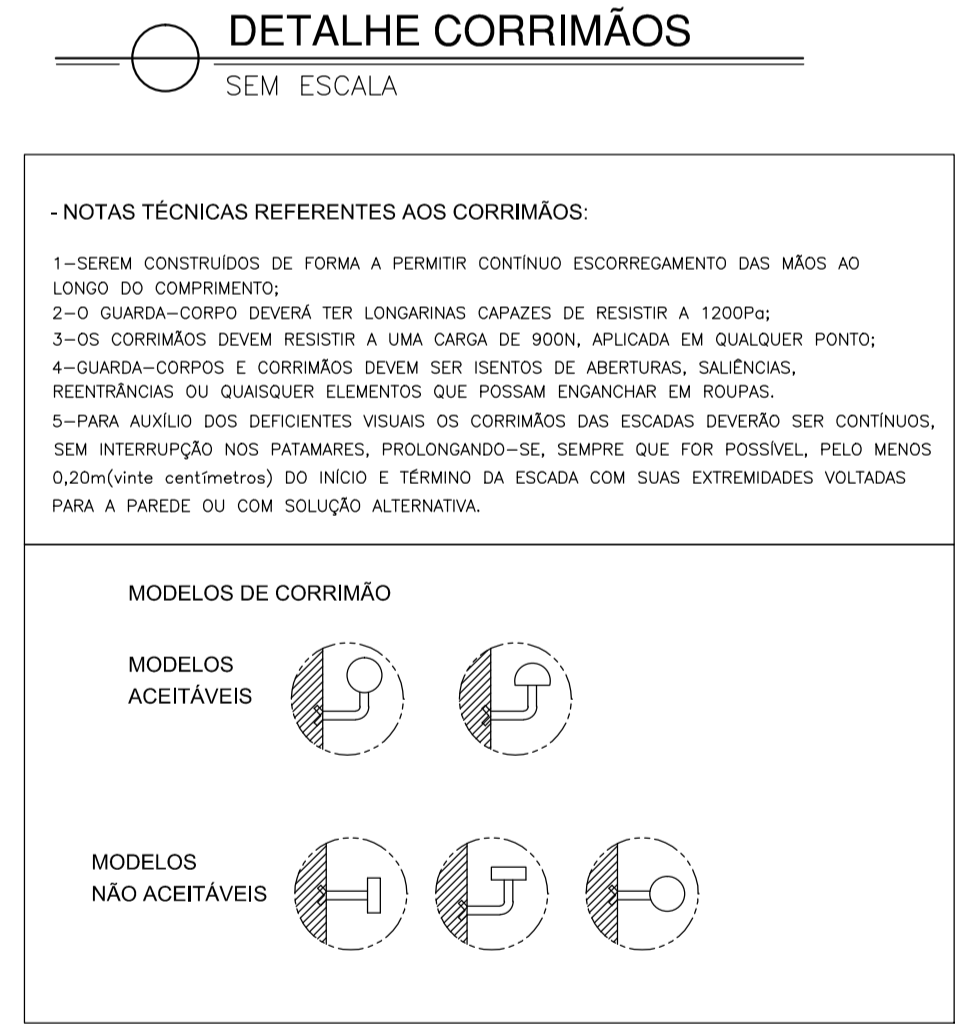 DETALHE CORRIMÃOS
SEM ESCALA
- NOTAS TÉCNICAS REFERENTES AOS CORRIMÃOS:
1-SEREM CONSTRUÍDOS DE FORMA A PERMITIR CONTÍNUO ESCORREGAMENTO DAS MÃOS AO
LONGO DO COMPRIMENTO;
2-O GUARDA-CORPO DEVERÁ TER LONGARINAS CAPAZES DE RESISTIR A 1200Pa;
3-OS CORRIMÃOS DEVEM RESISTIR A UMA CARGA DE 900N, APLICADA EM QUALQUER PONTO;
4-GUARDA-CORPOS E CORRIMÃOS DEVEM SER ISENTOS DE ABERTURAS, SALIÊNCIAS,
REENTRÂNCIAS OU QUAISQUER ELEMENTOS QUE POSSAM ENGANCHAR EM ROUPAS.
5-PARA AUXÍLIO DOS DEFICIENTES VISUAIS OS CORRIMÃOS DAS ESCADAS DEVERÃO SER CONTÍNUOS,
SEM INTERRUPÇÃO NOS PATAMARES, PROLONGANDO-SE, SEMPRE QUE FOR POSSÍVEL, PELO MENOS
0,20m(vinte centímetros) DO INÍCIO E TÉRMINO DA ESCADA COM SUAS EXTREMIDADES VOLTADAS
PARA A PAREDE OU COM SOLUÇÃO ALTERNATIVA.
MODELOS DE CORRIMÃO
MODELOS
ACEITÁVEIS
MODELOS
NÃO ACEITÁVEIS